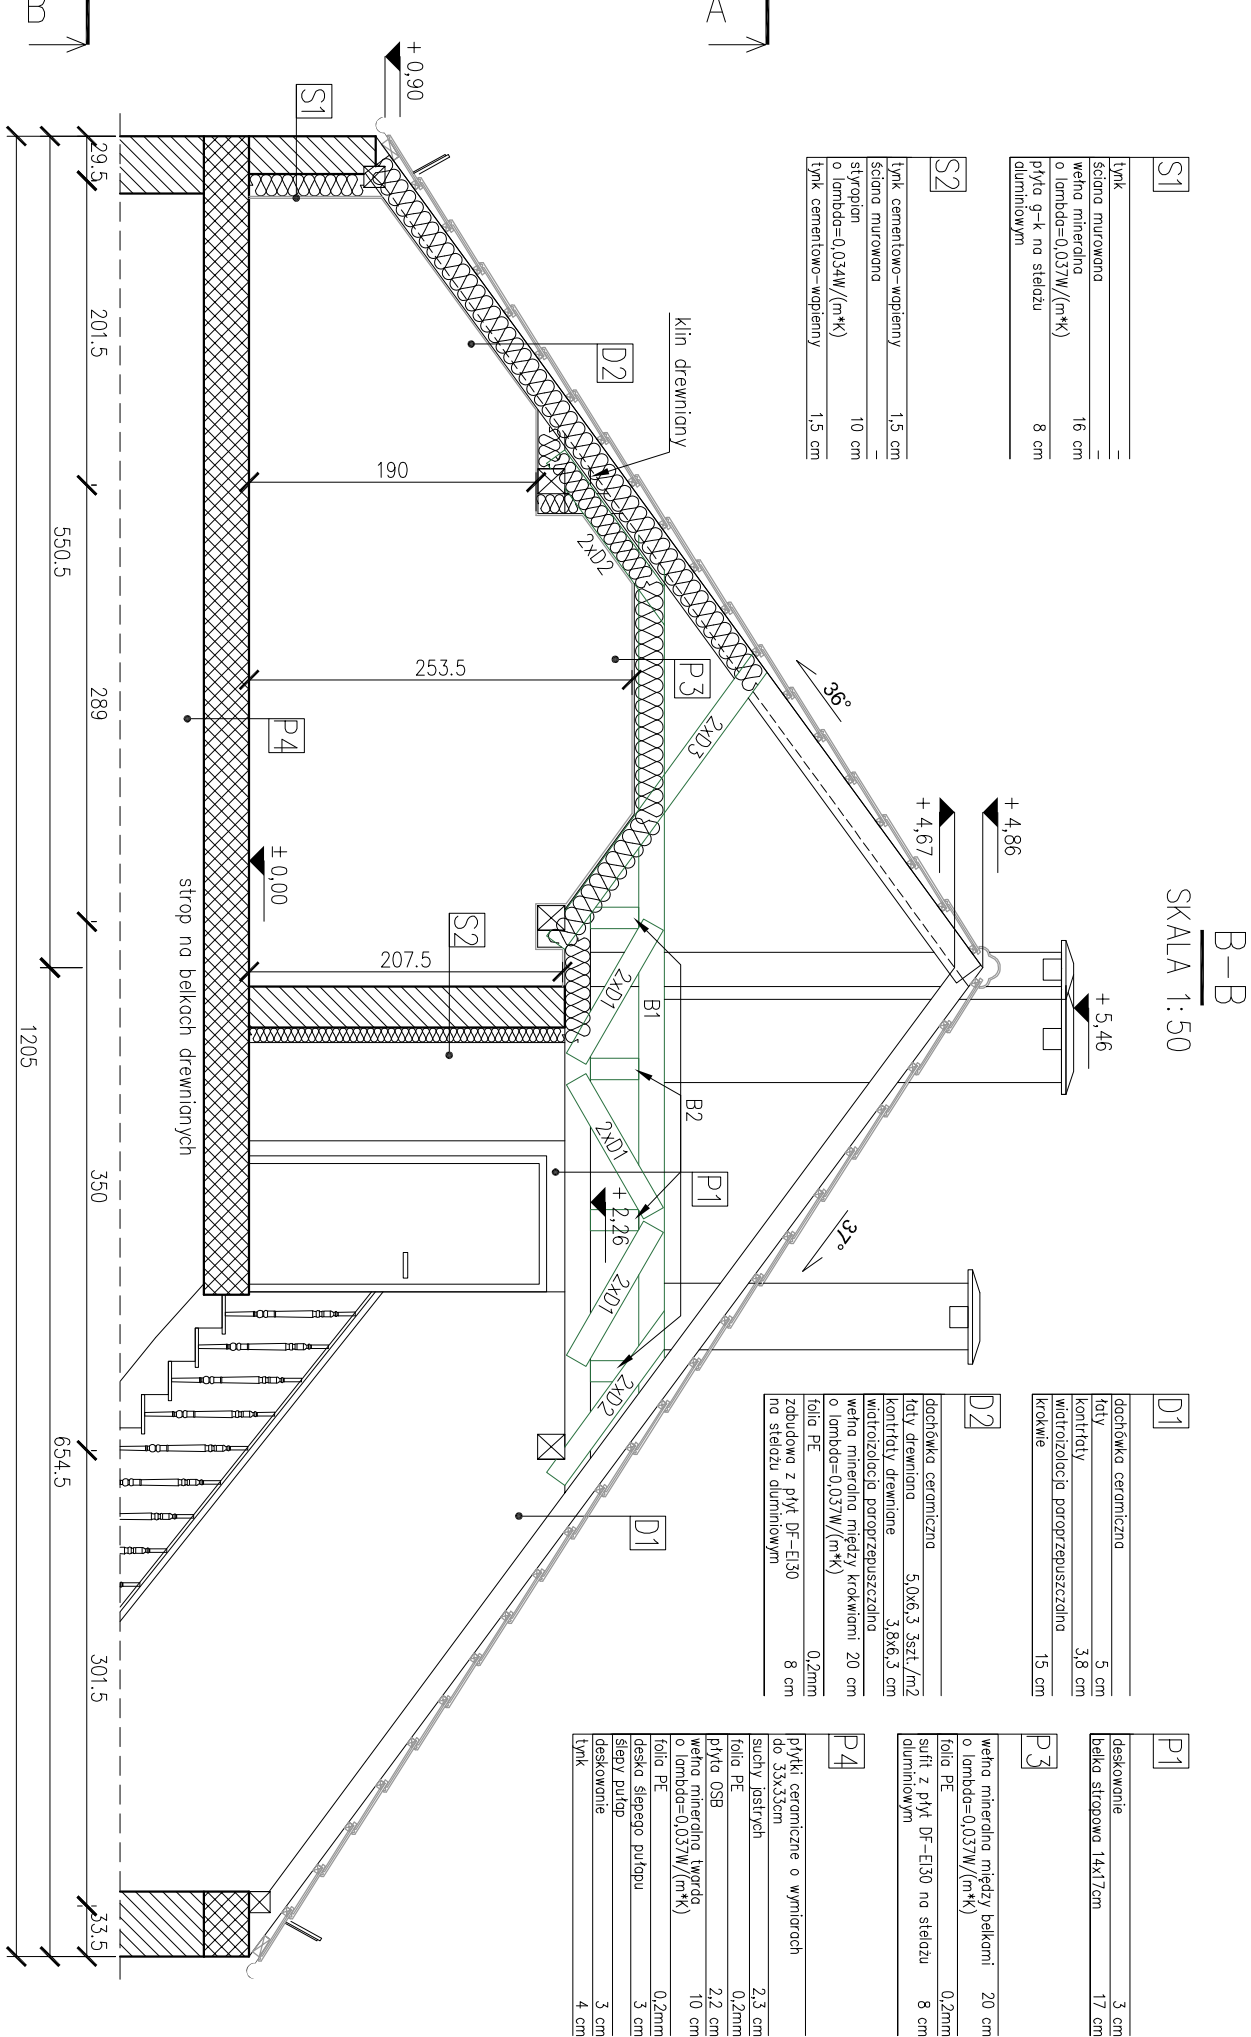 B-B
SKALA 1:50
S1
tynk
ściana murowana –
wełna mineralna 16 cm
o lambda=0,037W/(m*K)
płyta g-k na stelażu 8 cm
aluminiowym
S2
tynk cementowo-wapienny 1,5 cm
ściana murowana –
styropian 10 cm
o lambda=0,034W/(m*K)
tynk cementowo-wapienny 1,5 cm
D1
dachówka ceramiczna
łaty 5 cm
kontrłaty 3,8 cm
wiatroizolacja paroprzepuszczalna
krokwie 15 cm
D2
dachówka ceramiczna
łaty drewniana 5,0x6,3 3szt./m2
kontrłaty drewniane 3,8x6,3 cm
wiatroizolacja paroprzepuszczalna
wełna mineralna między krokwiami 20 cm
o lambda=0,037W/(m*K)
folia PE 0,2mm
zabudowa z płyt DF-EI30 8 cm
na stelażu aluminiowym
P1
deskowanie 3 cm
belka stropowa 14x17cm 17 cm
P3
wełna mineralna między belkami 20 cm
o lambda=0,037W/(m*K)
folia PE 0,2mm
sufit z płyt DF-EI30 na stelażu 8 cm
aluminiowym
P4
płytki ceramiczne o wymiarach
do 33x33cm
suchy jastrych 2,3 cm
folia PE 0,2mm
płyta OSB 2,2 cm
wełna mineralna twarda 10 cm
o lambda=0,037W/(m*K)
folia PE 0,2mm
deska ślepego pułapu 3 cm
ślepy pułap
deskowanie 3 cm
tynk 4 cm
A
B
+ 5,46
+ 4,86
+ 4,67
36°
37°
klin drewniany
D2
P3
2xD3
B1
B2
P1
2xD2
2xD1
2xD1
2xD1
2xD2
+ 2,26
D1
+ 0,90
S1
190
253.5
207.5
S2
P4
± 0,00
strop na belkach drewnianych
29.5
201.5
289
350
301.5
33.5
550.5
654.5
1205